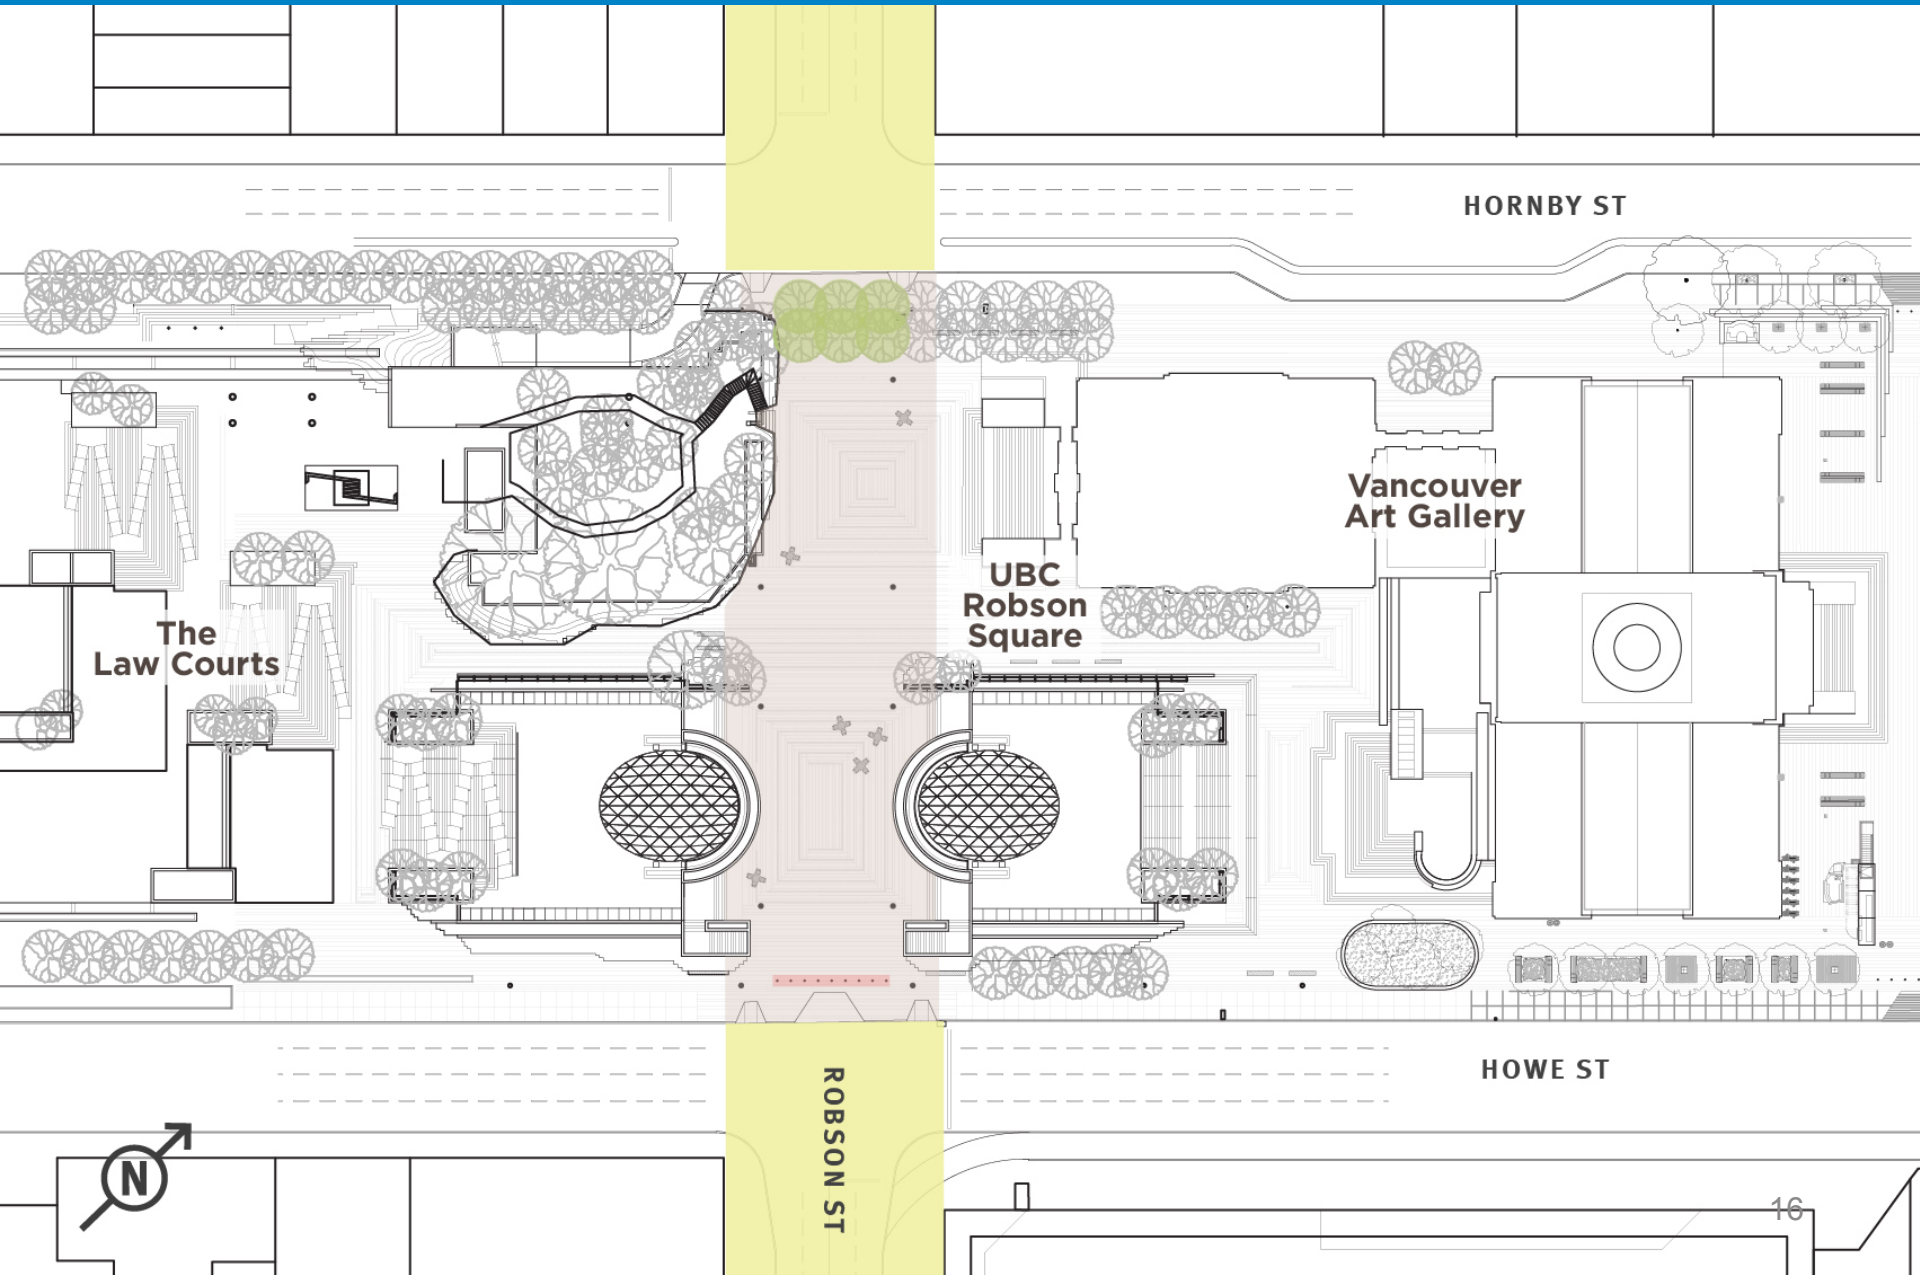 HORNBY ST
Vancouver
Art Gallery
UBC
Robson
Square
The
Law Courts
HOWE ST
ROBSON ST
N
16